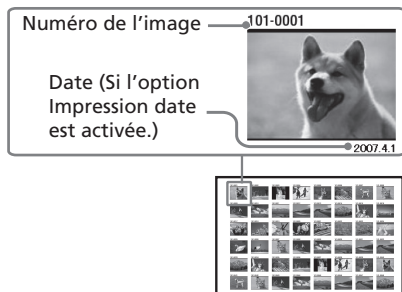 Numéro de l'image
101-0001
Date (Si l'option
Impression date
est activée.)
2007.4.1